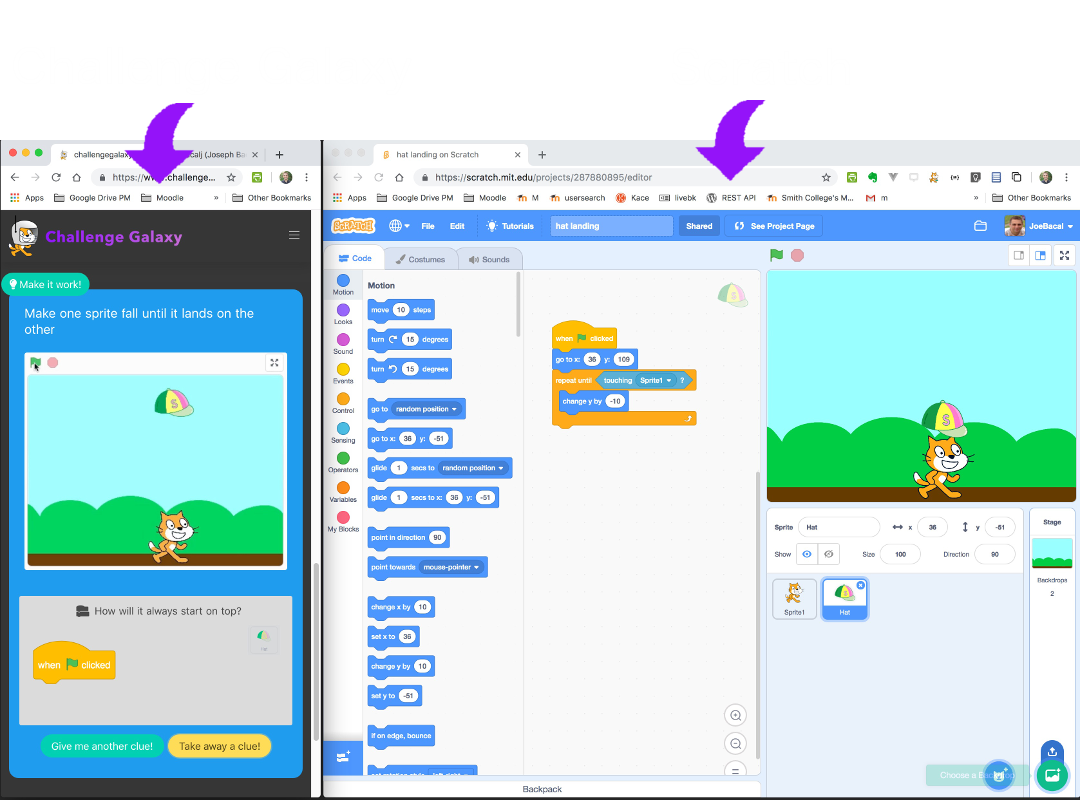 challengegalaxy
calj (Joseph Ba
https://www.challenge...
Apps
Google Drive PM
Moodle
»
Other Bookmarks
Challenge Galaxy
Make it work!
Make one sprite fall until it lands on the
other
S
How will it always start on top?
when clicked
Give me another clue!
Take away a clue!
hat landing on Scratch
https://scratch.mit.edu/projects/287880895/editor
Apps
Google Drive PM
Moodle
M
usersearch
Kace
livebk
REST API
Smith College's M...
m
»
Other Bookmarks
SCRATCH
File
Edit
Tutorials
hat landing
Shared
See Project Page
JoeBacal
Code
Costumes
Sounds
Motion
Looks
Sound
Events
Control
Sensing
Operators
Variables
My Blocks
Motion
move 10 steps
turn 15 degrees
turn 15 degrees
go to random position
go to x: 36 y: -51
glide 1 secs to random position
glide 1 secs to x: 36 y: -51
point in direction 90
point towards mouse-pointer
change x by 10
set x to 36
change y by 10
set y to -51
if on edge, bounce
set rotation style left-right
when clicked
go to x: 36 y: 109
repeat until touching Sprite1 ?
change y by -10
S
Sprite Hat x 36 y -51
Show Size 100 Direction 90
Sprite1
Hat
Stage
Backdrops
2
Choose a Backdrop
Backpack